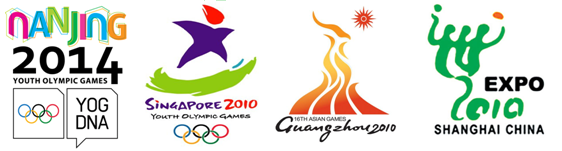 NANJING
2014
YOUTH OLYMPIC GAMES
YOG
DNA
SINGAPORE 2010
YOUTH OLYMPIC GAMES
16TH ASIAN GAMES
Guangzhou 2010
EXPO
2010
SHANGHAI CHINA